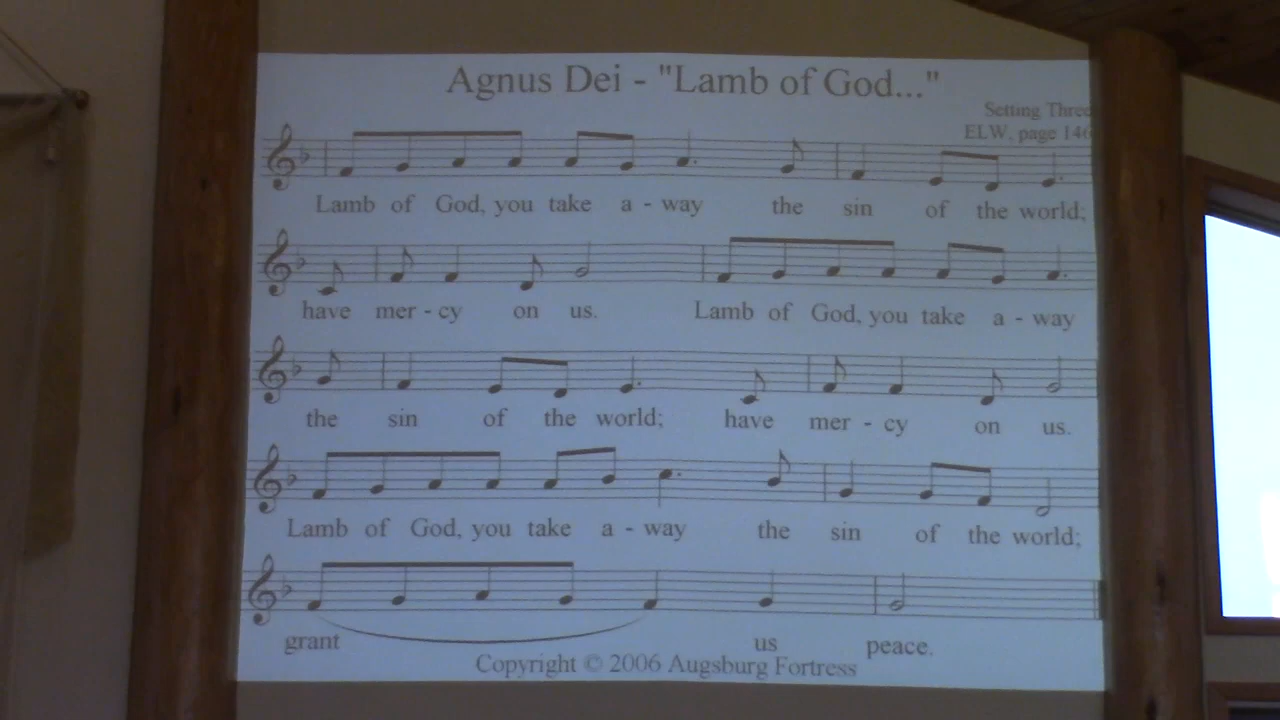 Agnus Dei - "Lamb of God..."
Setting Three
ELW, page 146
Lamb of God, you take a - way the sin of the world;
have mer - cy on us. Lamb of God, you take a - way
the sin of the world; have mer - cy on us.
Lamb of God, you take a - way the sin of the world;
grant us peace.
Copyright © 2006 Augsburg Fortress